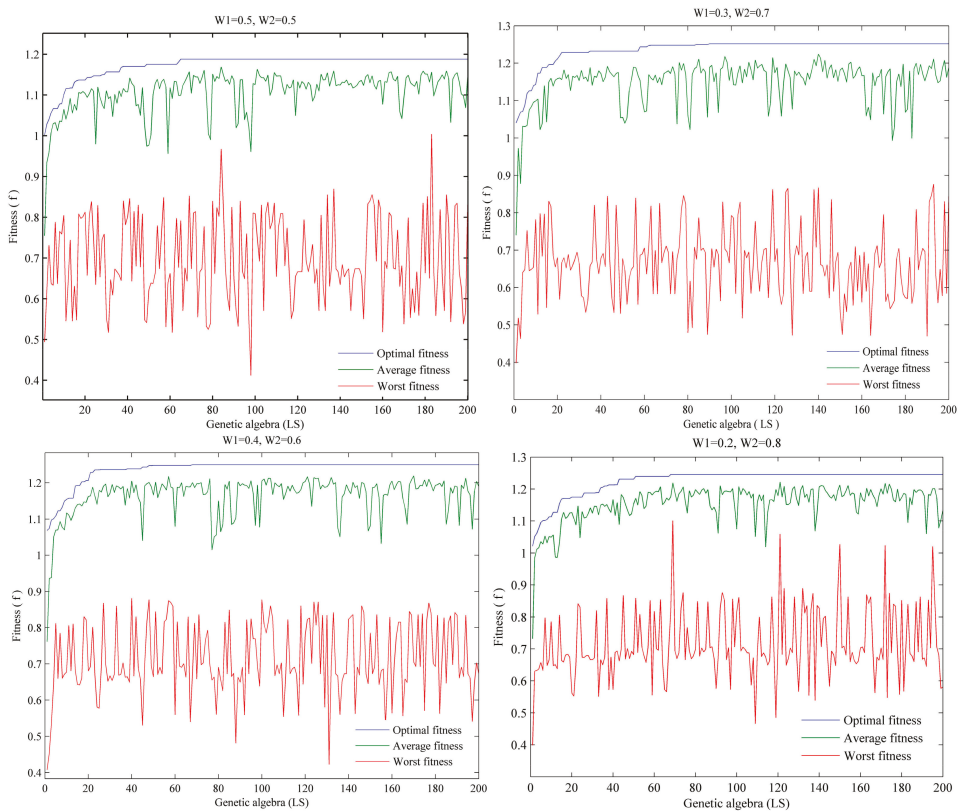 W1=0.5, W2=0.5
1.3
1.2
1.1
1
0.9
0.8
0.7
0.6
0.5
0.4
Fitness ( f )
Optimal fitness
Average fitness
Worst fitness
20 40 60 80 100 120 140 160 180 200
Genetic algebra (LS)
W1=0.3, W2=0.7
1.3
1.2
1.1
1
0.9
0.8
0.7
0.6
0.5
0.4
Fitness ( f )
Optimal fitness
Average fitness
Worst fitness
0 20 40 60 80 100 120 140 160 180 200
Genetic algebra ( LS )
W1=0.4, W2=0.6
1.2
1.1
1
0.9
0.8
0.7
0.6
0.5
0.4
Fitness ( f )
Optimal fitness
Average fitness
Worst fitness
0 20 40 60 80 100 120 140 160 180 200
Genetic algebra (LS)
W1=0.2, W2=0.8
1.3
1.2
1.1
1
0.9
0.8
0.7
0.6
0.5
0.4
Fitness ( f )
Optimal fitness
Average fitness
Worst fitness
0 20 40 60 80 100 120 140 160 180 200
Genetic algebra (LS)